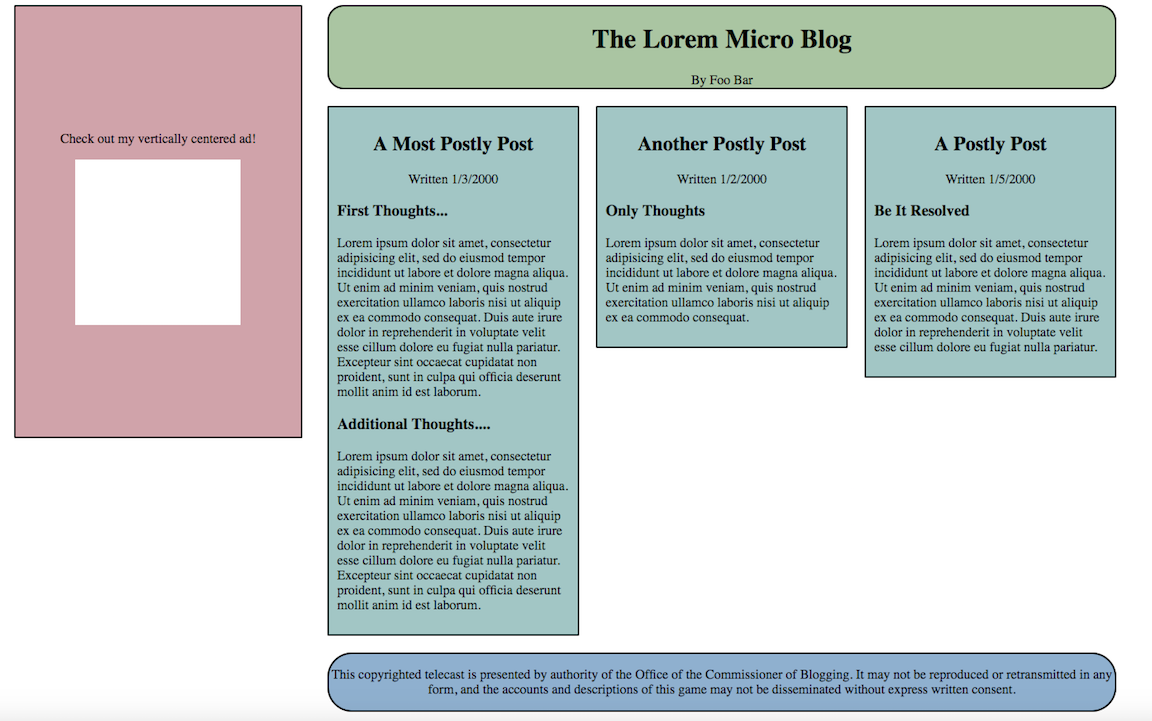 Check out my vertically centered ad!
The Lorem Micro Blog
By Foo Bar
A Most Postly Post
Written 1/3/2000
First Thoughts...
Lorem ipsum dolor sit amet, consectetur
adipisicing elit, sed do eiusmod tempor
incididunt ut labore et dolore magna aliqua.
Ut enim ad minim veniam, quis nostrud
exercitation ullamco laboris nisi ut aliquip
ex ea commodo consequat. Duis aute irure
dolor in reprehenderit in voluptate velit
esse cillum dolore eu fugiat nulla pariatur.
Excepteur sint occaecat cupidatat non
proident, sunt in culpa qui officia deserunt
mollit anim id est laborum.
Additional Thoughts....
Lorem ipsum dolor sit amet, consectetur
adipisicing elit, sed do eiusmod tempor
incididunt ut labore et dolore magna aliqua.
Ut enim ad minim veniam, quis nostrud
exercitation ullamco laboris nisi ut aliquip
ex ea commodo consequat. Duis aute irure
dolor in reprehenderit in voluptate velit
esse cillum dolore eu fugiat nulla pariatur.
Excepteur sint occaecat cupidatat non
proident, sunt in culpa qui officia deserunt
mollit anim id est laborum.
Another Postly Post
Written 1/2/2000
Only Thoughts
Lorem ipsum dolor sit amet, consectetur
adipisicing elit, sed do eiusmod tempor
incididunt ut labore et dolore magna aliqua.
Ut enim ad minim veniam, quis nostrud
exercitation ullamco laboris nisi ut aliquip
ex ea commodo consequat.
A Postly Post
Written 1/5/2000
Be It Resolved
Lorem ipsum dolor sit amet, consectetur
adipisicing elit, sed do eiusmod tempor
incididunt ut labore et dolore magna aliqua.
Ut enim ad minim veniam, quis nostrud
exercitation ullamco laboris nisi ut aliquip
ex ea commodo consequat. Duis aute irure
dolor in reprehenderit in voluptate velit
esse cillum dolore eu fugiat nulla pariatur.
This copyrighted telecast is presented by authority of the Office of the Commissioner of Blogging. It may not be reproduced or retransmitted in any
form, and the accounts and descriptions of this game may not be disseminated without express written consent.